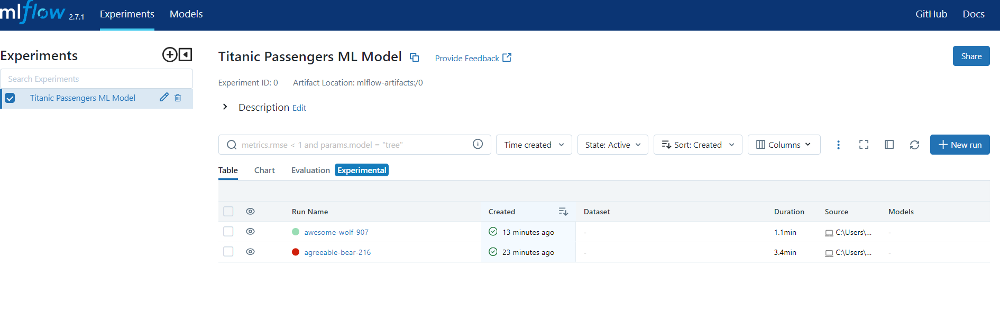 mlflow 2.7.1 Experiments Models GitHub Docs
Experiments
Search Experiments
Titanic Passengers ML Model
Titanic Passengers ML Model Provide Feedback Share
Experiment ID: 0 Artifact Location: mlflow-artifacts:/0
Description Edit
metrics.rmse < 1 and params.model = "tree" Time created State: Active Sort: Created Columns New run
Table Chart Evaluation Experimental
Run Name Created Dataset Duration Source Models
awesome-wolf-907 13 minutes ago - 1.1min C:\Users\... -
agreeable-bear-216 23 minutes ago - 3.4min C:\Users\... -